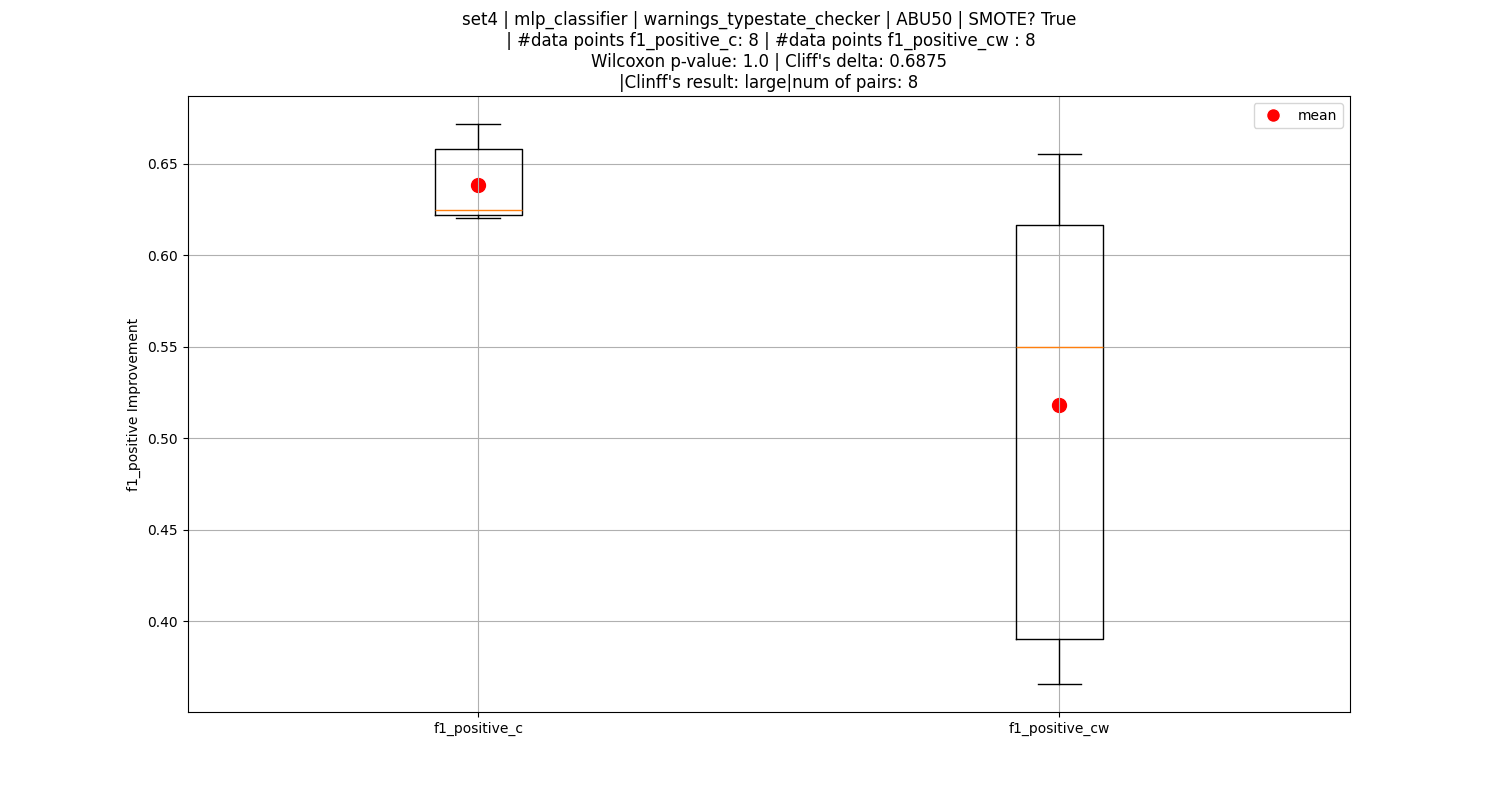 set4 | mlp_classifier | warnings_typestate_checker | ABU50 | SMOTE? True
| #data points f1_positive_c: 8 | #data points f1_positive_cw : 8
Wilcoxon p-value: 1.0 | Cliff's delta: 0.6875
|Clinff's result: large|num of pairs: 8
mean
0.65
0.60
0.55
0.50
0.45
0.40
f1_positive Improvement
f1_positive_c
f1_positive_cw